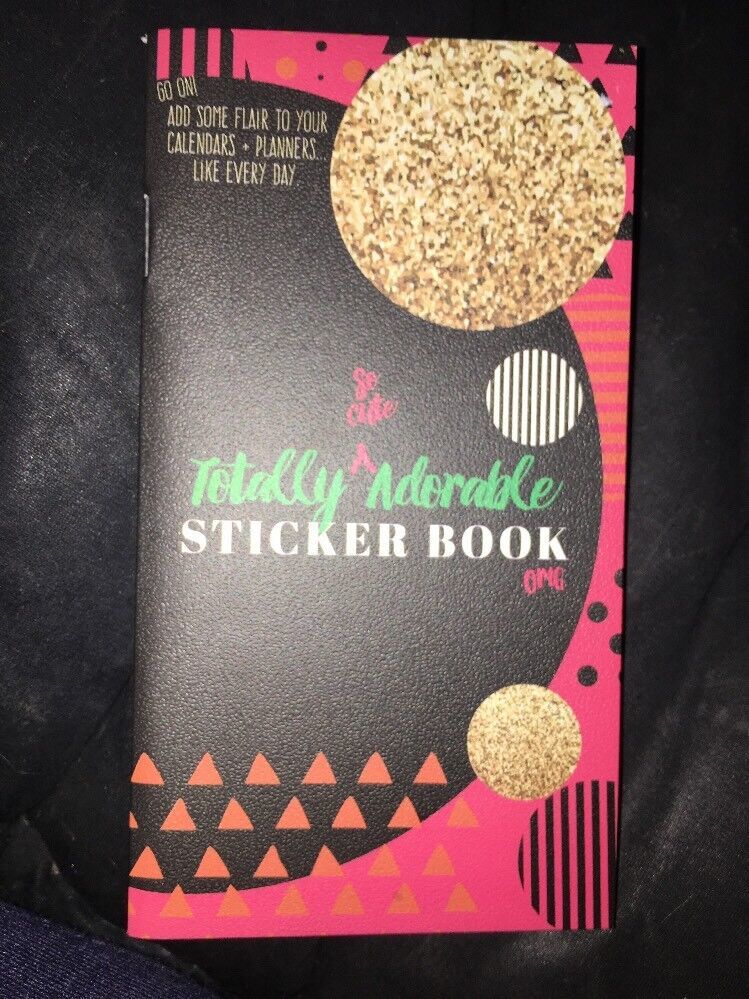 GO ON!
ADD SOME FLAIR TO YOUR
CALENDARS + PLANNERS...
LIKE EVERY DAY.
So
cute
Totally Adorable
STICKER BOOK
OMG